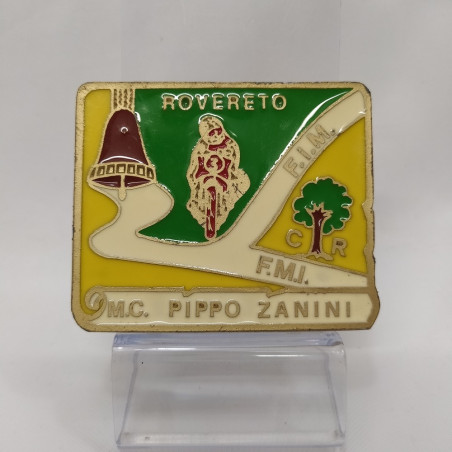 ROVERETO
F.I.M.
C R
F.M.I.
M.C. PIPPO ZANINI